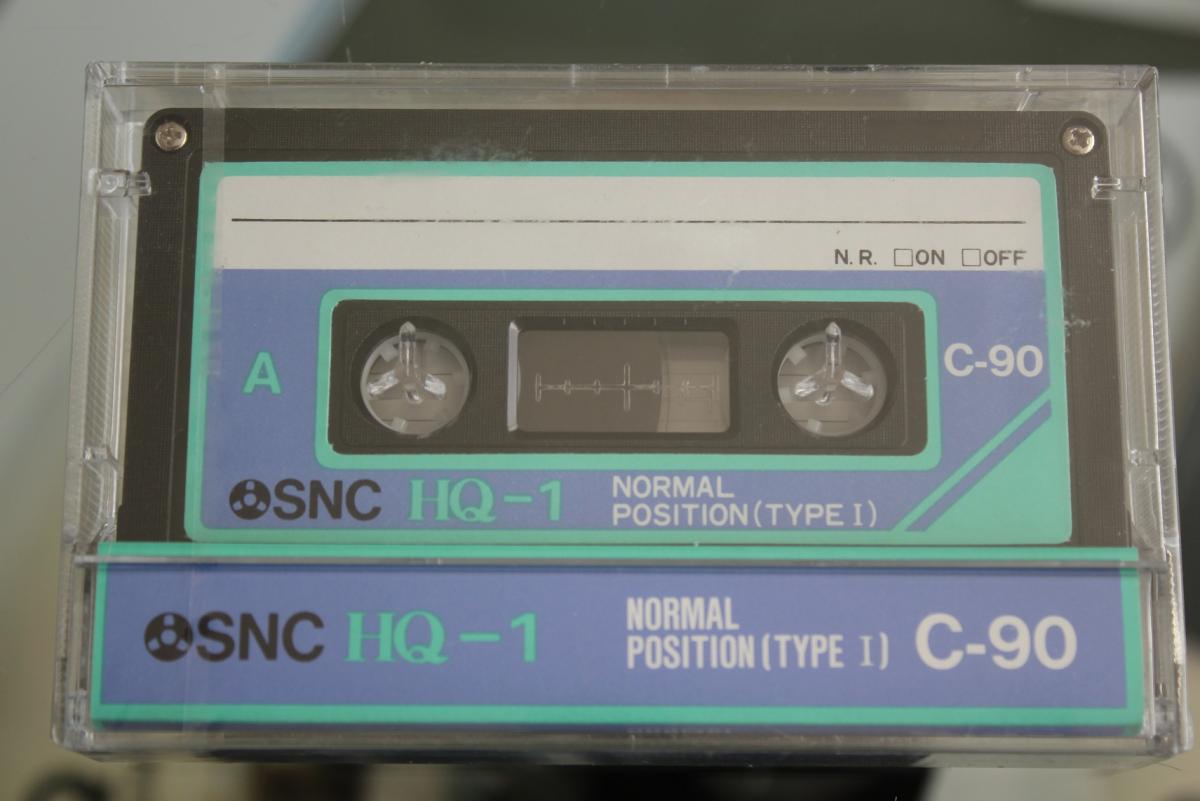 N.R. □ON □OFF
A
C-90
SNC HQ-1 NORMAL
POSITION (TYPE I)
SNC HQ-1 NORMAL
POSITION (TYPE I) C-90